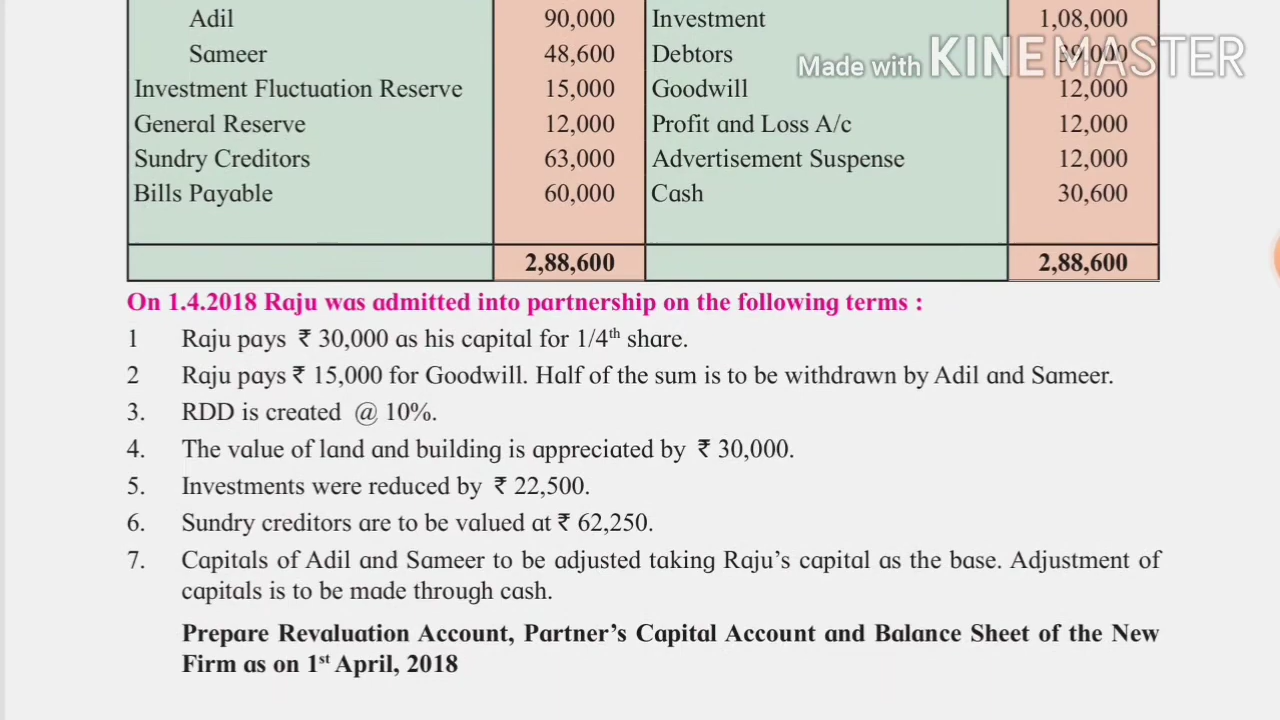 Adil 90,000 Investment 1,08,000
Sameer 48,600 Debtors 39,000
Made with KINEMASTER
Investment Fluctuation Reserve 15,000 Goodwill 12,000
General Reserve 12,000 Profit and Loss A/c 12,000
Sundry Creditors 63,000 Advertisement Suspense 12,000
Bills Payable 60,000 Cash 30,600
2,88,600 2,88,600
On 1.4.2018 Raju was admitted into partnership on the following terms :
1 Raju pays ₹ 30,000 as his capital for 1/4th share.
2 Raju pays ₹ 15,000 for Goodwill. Half of the sum is to be withdrawn by Adil and Sameer.
3. RDD is created @ 10%.
4. The value of land and building is appreciated by ₹ 30,000.
5. Investments were reduced by ₹ 22,500.
6. Sundry creditors are to be valued at ₹ 62,250.
7. Capitals of Adil and Sameer to be adjusted taking Raju's capital as the base. Adjustment of
capitals is to be made through cash.
Prepare Revaluation Account, Partner's Capital Account and Balance Sheet of the New
Firm as on 1st April, 2018